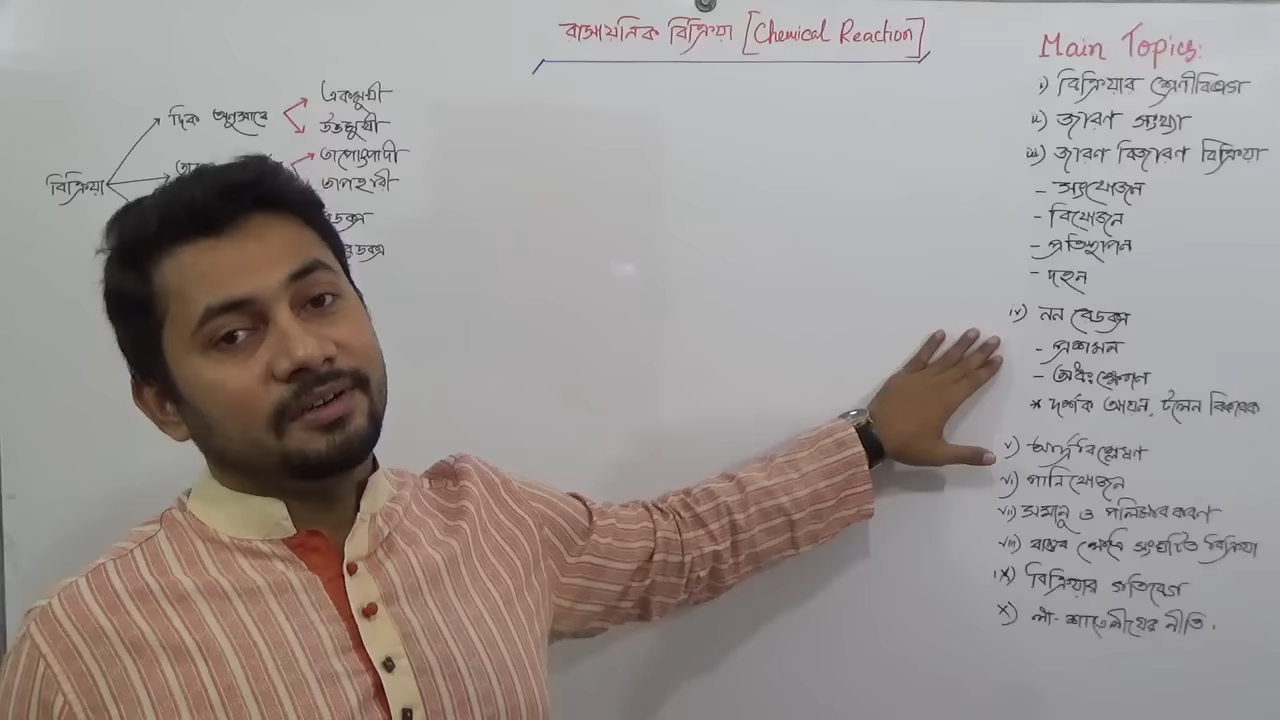 রাসায়নিক বিক্রিয়া [Chemical Reaction]
বিক্রিয়া
দিক অনুসারে
একমুখী
উভমুখী
তাপোৎপাদী
তাপহারী
Main Topics:
i) বিক্রিয়ার শ্রেণীবিভাগ
ii) জারণ সংখ্যা
iii) জারণ বিজারণ বিক্রিয়া
- সংযোজন
- বিয়োজন
- প্রতিস্থাপন
- দহন
iv) নন রেডক্স
- প্রশমন
- অধঃক্ষেপন
* দর্শক আয়ন, টলেন বিকারক
v) আর্দ্রবিশ্লেষণ
vi) পানিযোজন
vii) সমানু ও পলিমারকরণ
viii) বাস্তব ক্ষেত্রে সংঘটিত বিক্রিয়া
ix) বিক্রিয়ার গতিবেগ
x) লা-শাতেলীয়ের নীতি.